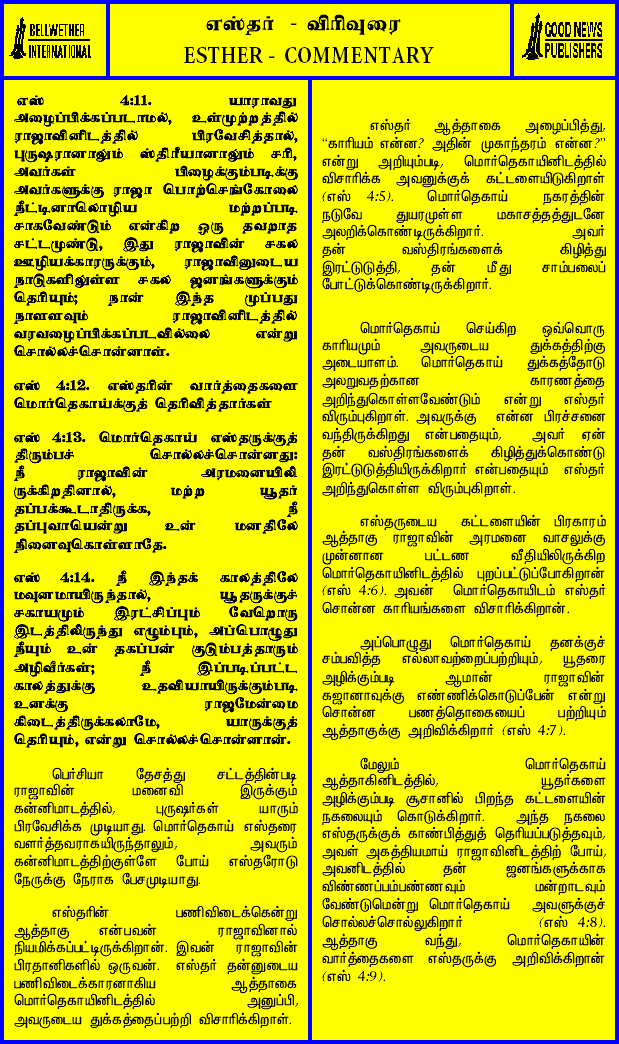 BELLWETHER
INTERNATIONAL
எஸ்தர் - விரிவுரை
ESTHER - COMMENTARY
GOOD NEWS
PUBLISHERS
எஸ் 4:11. யாராவது
அழைப்பிக்கப்படாமல், உள்முற்றத்தில்
ராஜாவினிடத்தில் பிரவேசித்தால்,
புருஷரானாலும் ஸ்திரீயானாலும் சரி,
அவர்கள் பிழைக்கும்படிக்கு
அவர்களுக்கு ராஜா பொற்செங்கோலை
நீட்டினாலொழிய மற்றப்படி
சாகவேண்டும் என்கிற ஒரு தவறாத
சட்டமுண்டு, இது ராஜாவின் சகல
ஊழியக்காரருக்கும், ராஜாவினுடைய
நாடுகளிலுள்ள சகல ஜனங்களுக்கும்
தெரியும்; நான் இந்த முப்பது
நாளளவும் ராஜாவினிடத்தில்
வரவழைப்பிக்கப்படவில்லை என்று
சொல்லச்சொன்னாள்.
எஸ் 4:12. எஸ்தரின் வார்த்தைகளை
மொர்தெகாய்க்குத் தெரிவித்தார்கள்
எஸ் 4:13. மொர்தெகாய் எஸ்தருக்குத்
திரும்பச் சொல்லச்சொன்னது:
நீ ராஜாவின் அரமனையிலி
ருக்கிறதினால், மற்ற யூதர்
தப்பக்கூடாதிருக்க, நீ
தப்புவாயென்று உன் மனதிலே
நினைவுகொள்ளாதே.
எஸ் 4:14. நீ இந்தக் காலத்திலே
மவுனமாயிருந்தால், யூதருக்குச்
சகாயமும் இரட்சிப்பும் வேறொரு
இடத்திலிருந்து எழும்பும், அப்பொழுது
நீயும் உன் தகப்பன் குடும்பத்தாரும்
அழிவீர்கள்; நீ இப்படிப்பட்ட
காலத்துக்கு உதவியாயிருக்கும்படி
உனக்கு ராஜமேன்மை
கிடைத்திருக்கலாமே, யாருக்குத்
தெரியும், என்று சொல்லச்சொன்னான்.
பெர்சியா தேசத்து சட்டத்தின்படி
ராஜாவின் மனைவி இருக்கும்
கன்னிமாடத்தில், புருஷர்கள் யாரும்
பிரவேசிக்க முடியாது. மொர்தெகாய் எஸ்தரை
வளர்த்தவராகயிருந்தாலும், அவரும்
கன்னிமாடத்திற்குள்ளே போய் எஸ்தரோடு
நேருக்கு நேராக பேசமுடியாது.
எஸ்தரின் பணிவிடைக்கென்று
ஆத்தாகு என்பவன் ராஜாவினால்
நியமிக்கப்பட்டிருக்கிறான். இவன் ராஜாவின்
பிரதானிகளில் ஒருவன். எஸ்தர் தன்னுடைய
பணிவிடைக்காரனாகிய ஆத்தாகை
மொர்தெகாயினிடத்தில் அனுப்பி,
அவருடைய துக்கத்தைப்பற்றி விசாரிக்கிறாள்.
எஸ்தர் ஆத்தாகை அழைப்பித்து,
“காரியம் என்ன? அதின் முகாந்தரம் என்ன?”
என்று அறியும்படி, மொர்தெகாயினிடத்தில்
விசாரிக்க அவனுக்குக் கட்டளையிடுகிறாள்
(எஸ் 4:5). மொர்தெகாய் நகரத்தின்
நடுவே துயரமுள்ள மகாசத்தத்துடனே
அலறிக்கொண்டிருக்கிறார். அவர்
தன் வஸ்திரங்களைக் கிழித்து
இரட்டுடுத்தி, தன் மீது சாம்பலைப்
போட்டுக்கொண்டிருக்கிறார்.
மொர்தெகாய் செய்கிற ஒவ்வொரு
காரியமும் அவருடைய துக்கத்திற்கு
அடையாளம். மொர்தெகாய் துக்கத்தோடு
அலறுவதற்கான காரணத்தை
அறிந்துகொள்ளவேண்டும் என்று எஸ்தர்
விரும்புகிறாள். அவருக்கு என்ன பிரச்சனை
வந்திருக்கிறது என்பதையும், அவர் ஏன்
தன் வஸ்திரங்களைக் கிழித்துக்கொண்டு
இரட்டுடுத்தியிருக்கிறார் என்பதையும் எஸ்தர்
அறிந்துகொள்ள விரும்புகிறாள்.
எஸ்தருடைய கட்டளையின் பிரகாரம்
ஆத்தாகு ராஜாவின் அரமனை வாசலுக்கு
முன்னான பட்டண வீதியிலிருக்கிற
மொர்தெகாயினிடத்தில் புறப்பட்டுப்போகிறான்
(எஸ் 4:6). அவன் மொர்தெகாயிடம் எஸ்தர்
சொன்ன காரியங்களை விசாரிக்கிறான்.
அப்பொழுது மொர்தெகாய் தனக்குச்
சம்பவித்த எல்லாவற்றைப்பற்றியும், யூதரை
அழிக்கும்படி ஆமான் ராஜாவின்
கஜானாவுக்கு எண்ணிக்கொடுப்பேன் என்று
சொன்ன பணத்தொகையைப் பற்றியும்
ஆத்தாகுக்கு அறிவிக்கிறார் (எஸ் 4:7).
மேலும் மொர்தெகாய்
ஆத்தாகினிடத்தில், யூதர்களை
அழிக்கும்படி சூசானில் பிறந்த கட்டளையின்
நகலையும் கொடுக்கிறார். அந்த நகலை
எஸ்தருக்குக் காண்பித்துத் தெரியப்படுத்தவும்,
அவள் அகத்தியமாய் ராஜாவினிடத்திற் போய்,
அவனிடத்தில் தன் ஜனங்களுக்காக
விண்ணப்பம்பண்ணவும் மன்றாடவும்
வேண்டுமென்று மொர்தெகாய் அவளுக்குச்
சொல்லச்சொல்லுகிறார் (எஸ் 4:8).
ஆத்தாகு வந்து, மொர்தெகாயின்
வார்த்தைகளை எஸ்தருக்கு அறிவிக்கிறான்
(எஸ் 4:9).